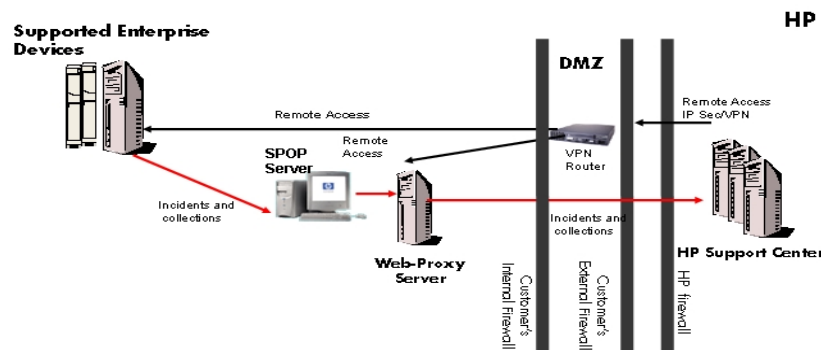 HP
Supported Enterprise
Devices
DMZ
Remote Access
Remote Access
IP Sec/VPN
SPOP
Server
Remote
Access
VPN
Router
Incidents and
collections
Incidents and
collections
Web-Proxy
Server
HP Support Center
Customer's
Internal Firewall
Customer's
External Firewall
HP firewall